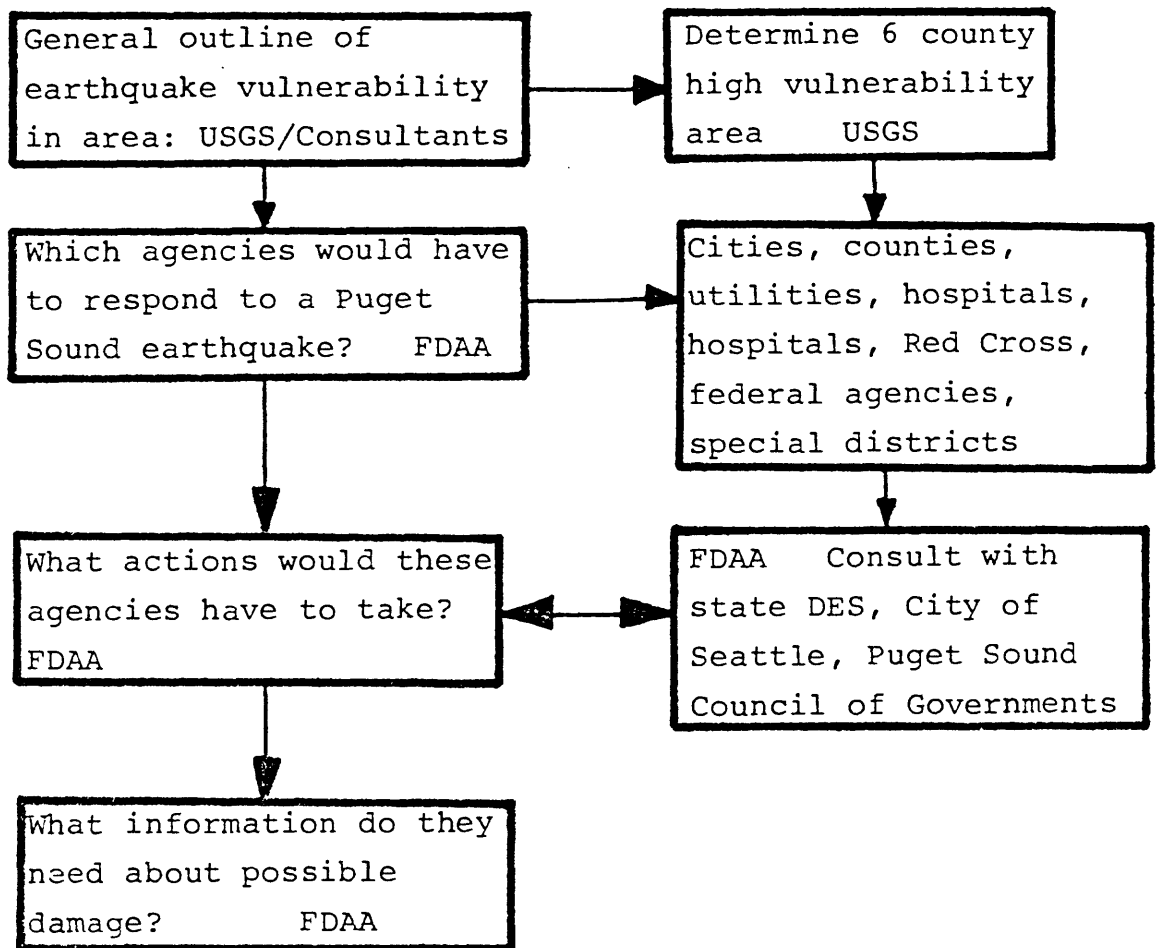 General outline of
earthquake vulnerability
in area: USGS/Consultants
Determine 6 county
high vulnerability
area USGS
Which agencies would have
to respond to a Puget
Sound earthquake? FDAA
Cities, counties,
utilities, hospitals,
hospitals, Red Cross,
federal agencies,
special districts
What actions would these
agencies have to take?
FDAA
FDAA Consult with
state DES, City of
Seattle, Puget Sound
Council of Governments
What information do they
need about possible
damage? FDAA